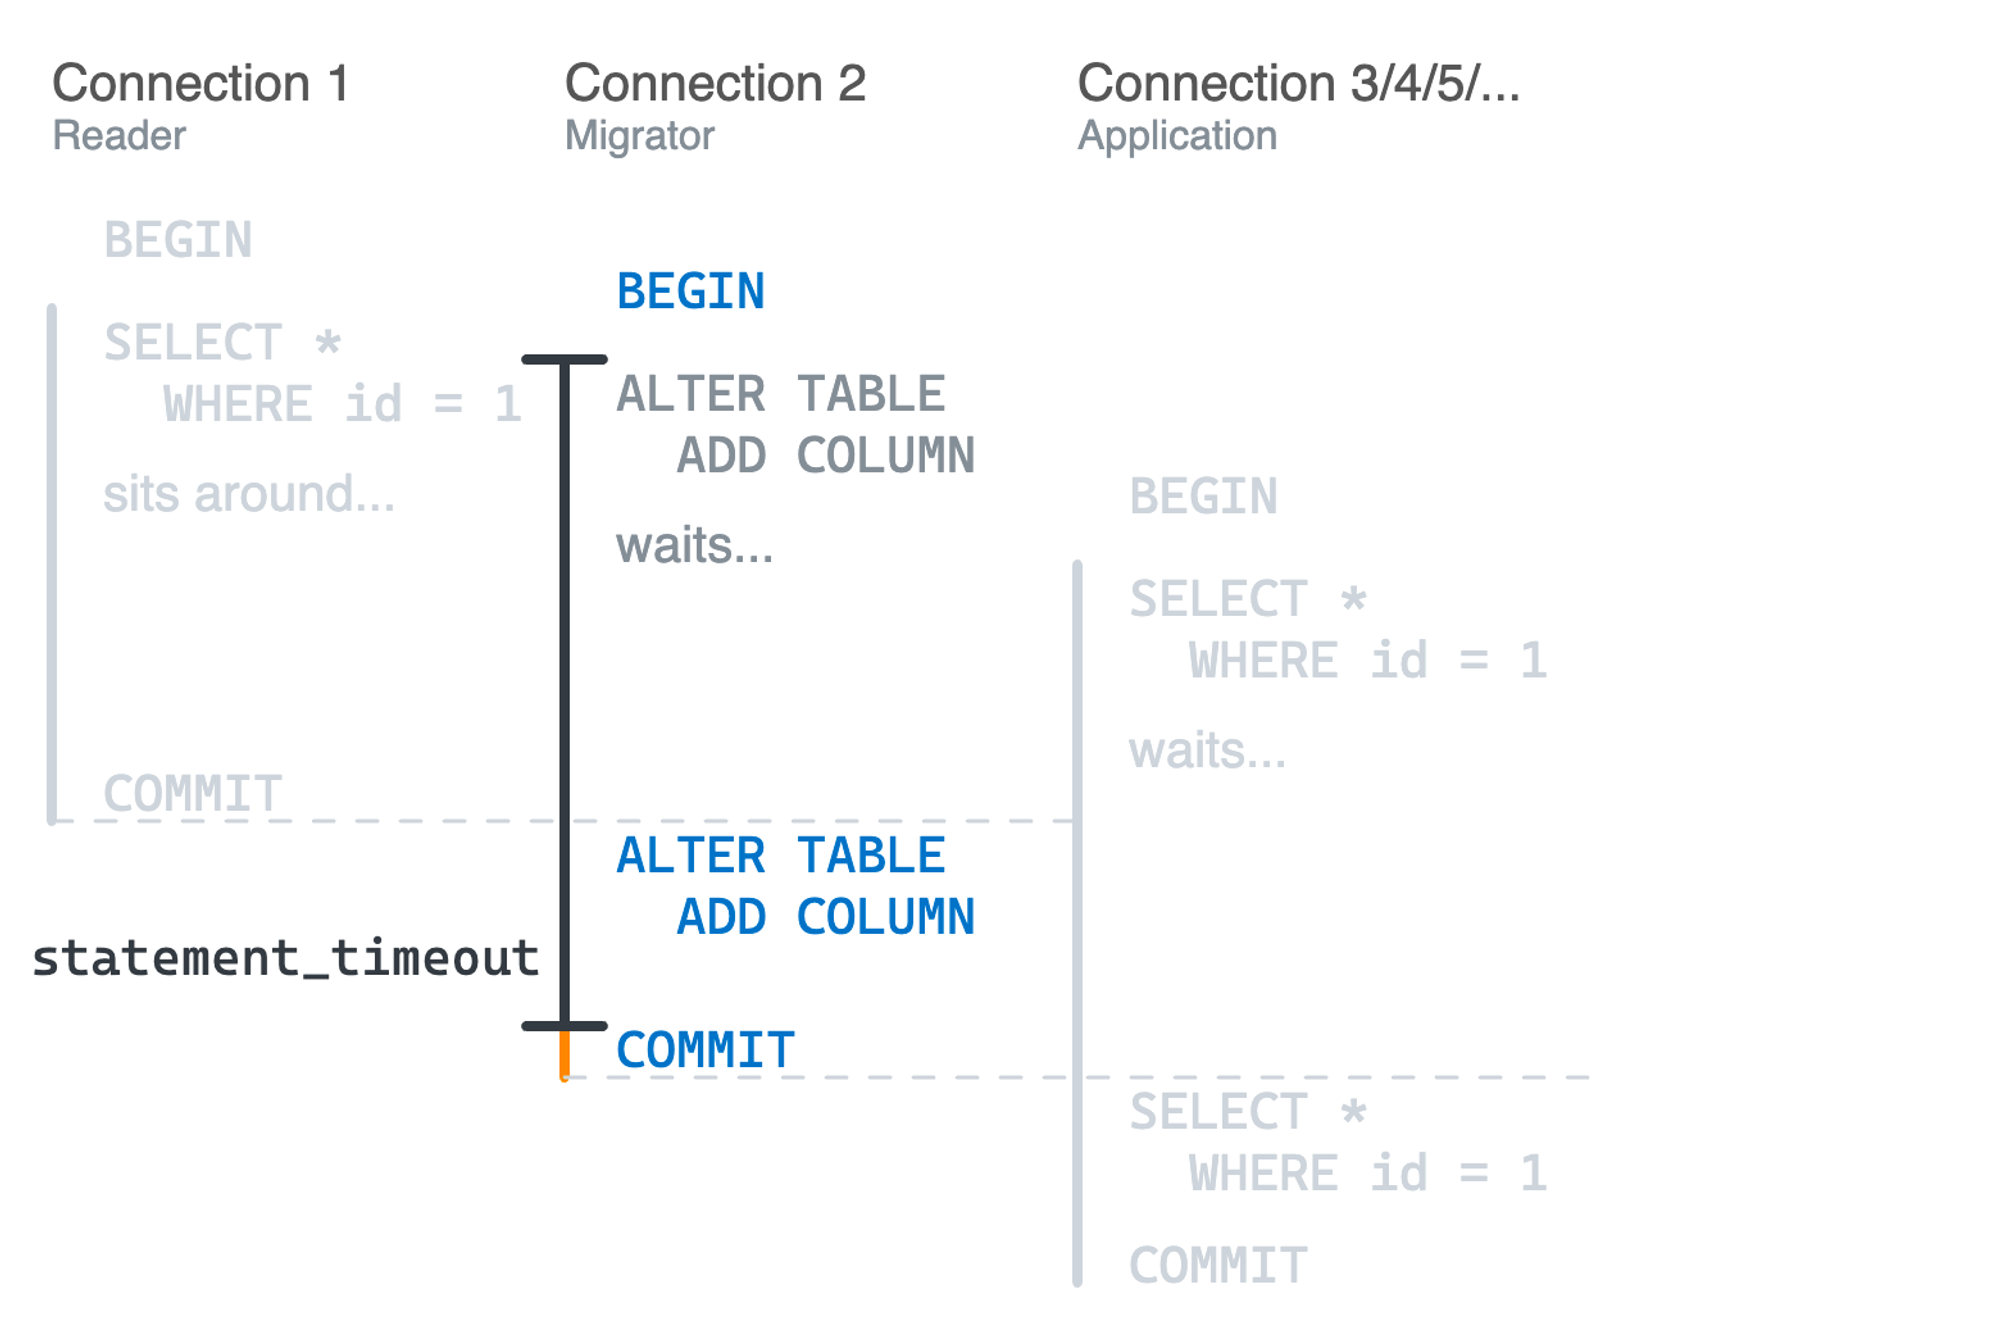 Connection 1
Reader
BEGIN
SELECT *
WHERE id = 1
sits around...
COMMIT
statement_timeout
Connection 2
Migrator
BEGIN
ALTER TABLE
ADD COLUMN
waits...
ALTER TABLE
ADD COLUMN
COMMIT
Connection 3/4/5/...
Application
BEGIN
SELECT *
WHERE id = 1
waits...
SELECT *
WHERE id = 1
COMMIT